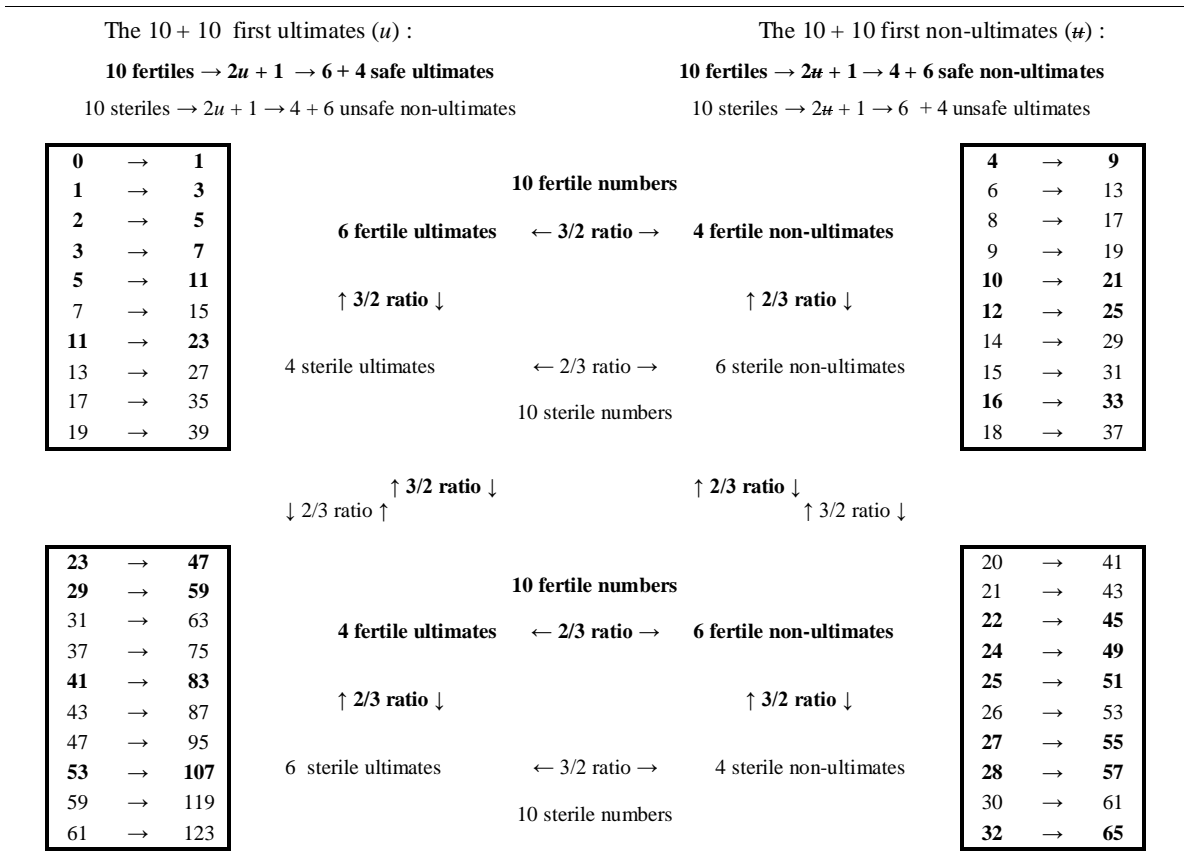 The 10 + 10 first ultimates (u) : The 10 + 10 first non-ultimates (u̶) :
10 fertiles → 2u + 1 → 6 + 4 safe ultimates 10 fertiles → 2u̶ + 1 → 4 + 6 safe non-ultimates
10 steriles → 2u + 1 → 4 + 6 unsafe non-ultimates 10 steriles → 2u̶ + 1 → 6 + 4 unsafe ultimates
0 → 1
1 → 3
2 → 5
3 → 7
5 → 11
7 → 15
11 → 23
13 → 27
17 → 35
19 → 39
10 fertile numbers
6 fertile ultimates ← 3/2 ratio → 4 fertile non-ultimates
↑ 3/2 ratio ↓ ↑ 2/3 ratio ↓
4 sterile ultimates ← 2/3 ratio → 6 sterile non-ultimates
10 sterile numbers
4 → 9
6 → 13
8 → 17
9 → 19
10 → 21
12 → 25
14 → 29
15 → 31
16 → 33
18 → 37
↑ 3/2 ratio ↓ ↑ 2/3 ratio ↓
↓ 2/3 ratio ↑ ↑ 3/2 ratio ↓
23 → 47
29 → 59
31 → 63
37 → 75
41 → 83
43 → 87
47 → 95
53 → 107
59 → 119
61 → 123
10 fertile numbers
4 fertile ultimates ← 2/3 ratio → 6 fertile non-ultimates
↑ 2/3 ratio ↓ ↑ 3/2 ratio ↓
6 sterile ultimates ← 3/2 ratio → 4 sterile non-ultimates
10 sterile numbers
20 → 41
21 → 43
22 → 45
24 → 49
25 → 51
26 → 53
27 → 55
28 → 57
30 → 61
32 → 65